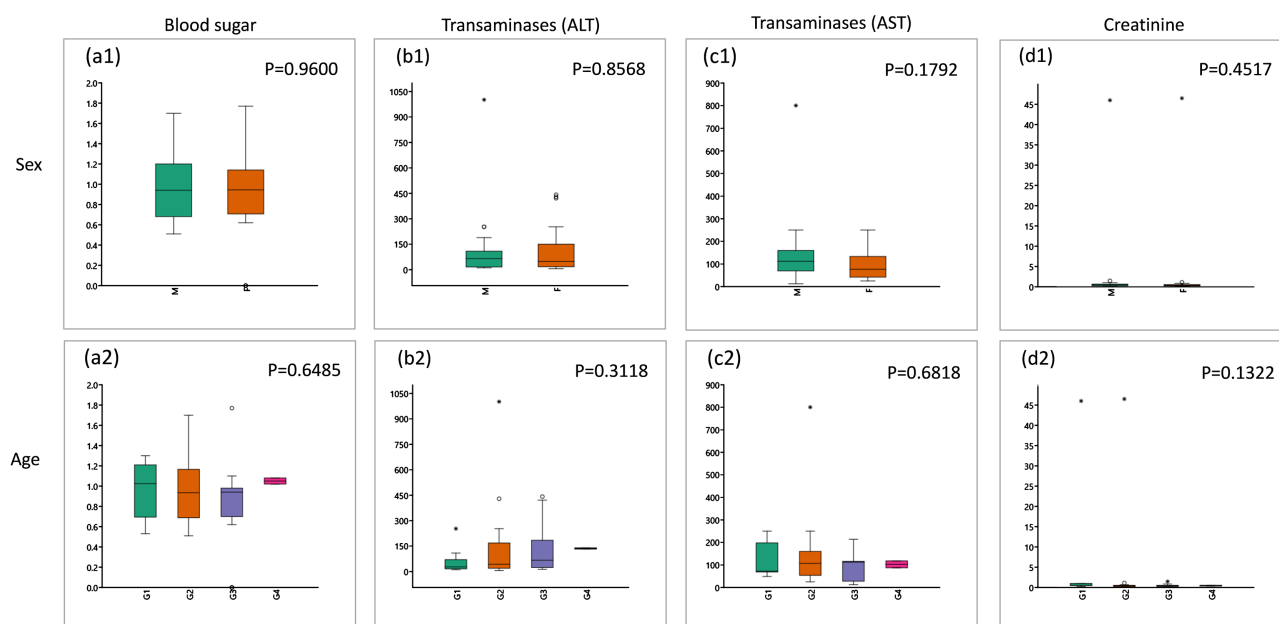 Blood sugar
Transaminases (ALT)
Transaminases (AST)
Creatinine
Sex
(a1)
P=0.9600
2.0
1.8
1.6
1.4
1.2
1.0
0.8
0.6
0.4
0.2
0.0
M
F
(b1)
P=0.8568
1050
900
750
600
450
300
150
0
M
F
(c1)
P=0.1792
900
800
700
600
500
400
300
200
100
0
M
F
(d1)
P=0.4517
45
40
35
30
25
20
15
10
5
0
M
F
Age
(a2)
P=0.6485
2.0
1.8
1.6
1.4
1.2
1.0
0.8
0.6
0.4
0.2
0.0
G1
G2
G3
G4
(b2)
P=0.3118
1050
900
750
600
450
300
150
0
G1
G2
G3
G4
(c2)
P=0.6818
900
800
700
600
500
400
300
200
100
0
G1
G2
G3
G4
(d2)
P=0.1322
45
40
35
30
25
20
15
10
5
0
G1
G2
G3
G4